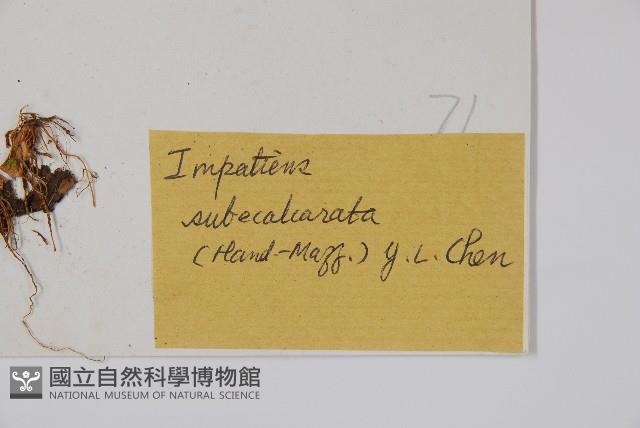 71
Impatiens
subecalcarata
(Hand-Mazz.) Y. L. Chen
國立自然科學博物館
NATIONAL MUSEUM OF NATURAL SCIENCE